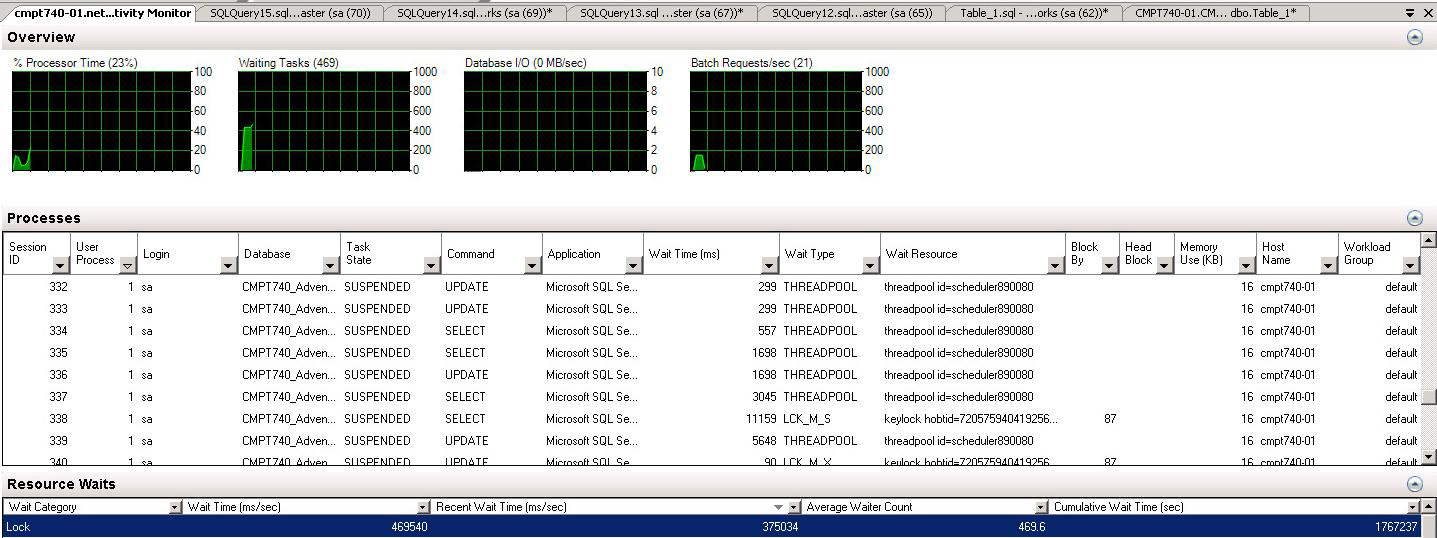 cmpt740-01.net...tivity Monitor SQLQuery15.sql...aster (sa (70)) SQLQuery14.sql...rks (sa (69))* SQLQuery13.sql ...ster (sa (67))* SQLQuery12.sql...aster (sa (65)) Table_1.sql - ...orks (sa (62))* CMPT740-01.CM... dbo.Table_1*
Overview
% Processor Time (23%) Waiting Tasks (469) Database I/O (0 MB/sec) Batch Requests/sec (21)
100 1000 10 1000
80 800 8 800
60 600 6 600
40 400 4 400
20 200 2 200
0 0 0 0
Processes
Session ID User Process Login Database Task State Command Application Wait Time (ms) Wait Type Wait Resource Block By Head Block Memory Use (KB) Host Name Workload Group
332 1 sa CMPT740_Adven... SUSPENDED UPDATE Microsoft SQL Se... 299 THREADPOOL threadpool id=scheduler890080 16 cmpt740-01 default
333 1 sa CMPT740_Adven... SUSPENDED UPDATE Microsoft SQL Se... 299 THREADPOOL threadpool id=scheduler890080 16 cmpt740-01 default
334 1 sa CMPT740_Adven... SUSPENDED SELECT Microsoft SQL Se... 557 THREADPOOL threadpool id=scheduler890080 16 cmpt740-01 default
335 1 sa CMPT740_Adven... SUSPENDED SELECT Microsoft SQL Se... 1698 THREADPOOL threadpool id=scheduler890080 16 cmpt740-01 default
336 1 sa CMPT740_Adven... SUSPENDED UPDATE Microsoft SQL Se... 1698 THREADPOOL threadpool id=scheduler890080 16 cmpt740-01 default
337 1 sa CMPT740_Adven... SUSPENDED SELECT Microsoft SQL Se... 3045 THREADPOOL threadpool id=scheduler890080 16 cmpt740-01 default
338 1 sa CMPT740_Adven... SUSPENDED SELECT Microsoft SQL Se... 11159 LCK_M_S keylock hobtid=720575940419256... 87 16 cmpt740-01 default
339 1 sa CMPT740_Adven... SUSPENDED UPDATE Microsoft SQL Se... 5648 THREADPOOL threadpool id=scheduler890080 16 cmpt740-01 default
340 1 sa CMPT740_Adven... SUSPENDED UPDATE Microsoft SQL Se... 90 LCK_M_X keylock hobtid=720575940419256... 87 16 cmpt740-01 default
Resource Waits
Wait Category Wait Time (ms/sec) Recent Wait Time (ms/sec) Average Waiter Count Cumulative Wait Time (sec)
Lock 469540 375034 469.6 1767237